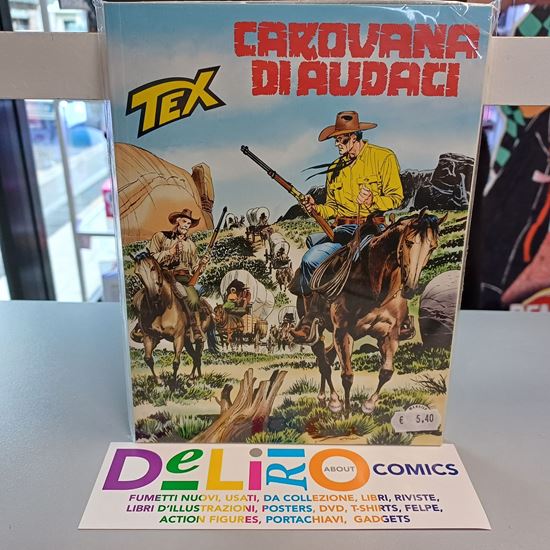 CAROVANA
DI AUDACI
TEX
€ 5,40
DeLiRiO ABOUT COMICS
FUMETTI NUOVI, USATI, DA COLLEZIONE, LIBRI, RIVISTE,
LIBRI D'ILLUSTRAZIONI, POSTERS, DVD, T-SHIRTS, FELPE,
ACTION FIGURES, PORTACHIAVI, GADGETS